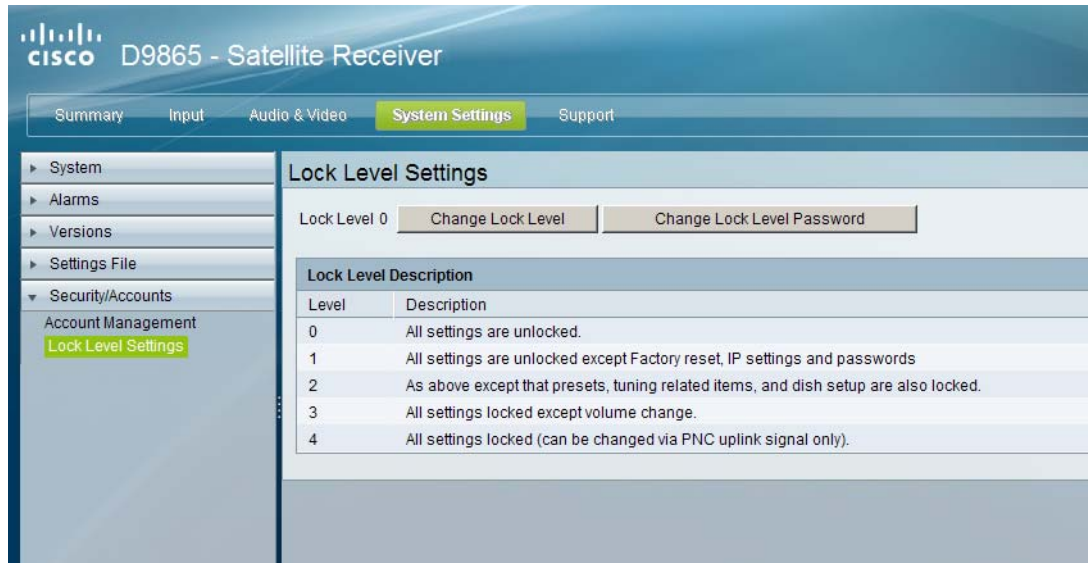 cisco D9865 - Satellite Receiver
Summary Input Audio & Video System Settings Support
System
Alarms
Versions
Settings File
Security/Accounts
Account Management
Lock Level Settings
Lock Level Settings
Lock Level 0 Change Lock Level Change Lock Level Password
Lock Level Description
Level Description
0 All settings are unlocked.
1 All settings are unlocked except Factory reset, IP settings and passwords
2 As above except that presets, tuning related items, and dish setup are also locked.
3 All settings locked except volume change.
4 All settings locked (can be changed via PNC uplink signal only).